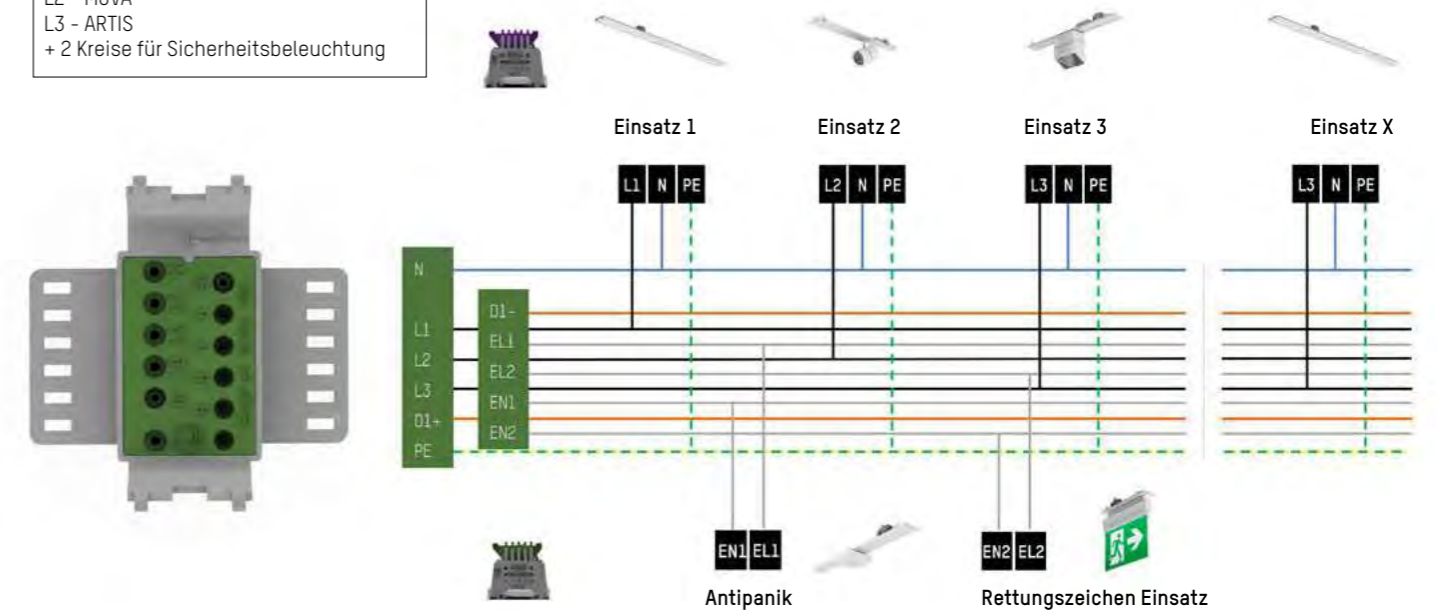 L3 - ARTIS
+ 2 Kreise für Sicherheitsbeleuchtung
Einsatz 1
Einsatz 2
Einsatz 3
Einsatz X
L1 N PE
L2 N PE
L3 N PE
L3 N PE
N
D1-
L1
EL1
L2
EL2
L3
EN1
D1+
EN2
PE
EN1 EL1
EN2 EL2
Antipanik
Rettungszeichen Einsatz